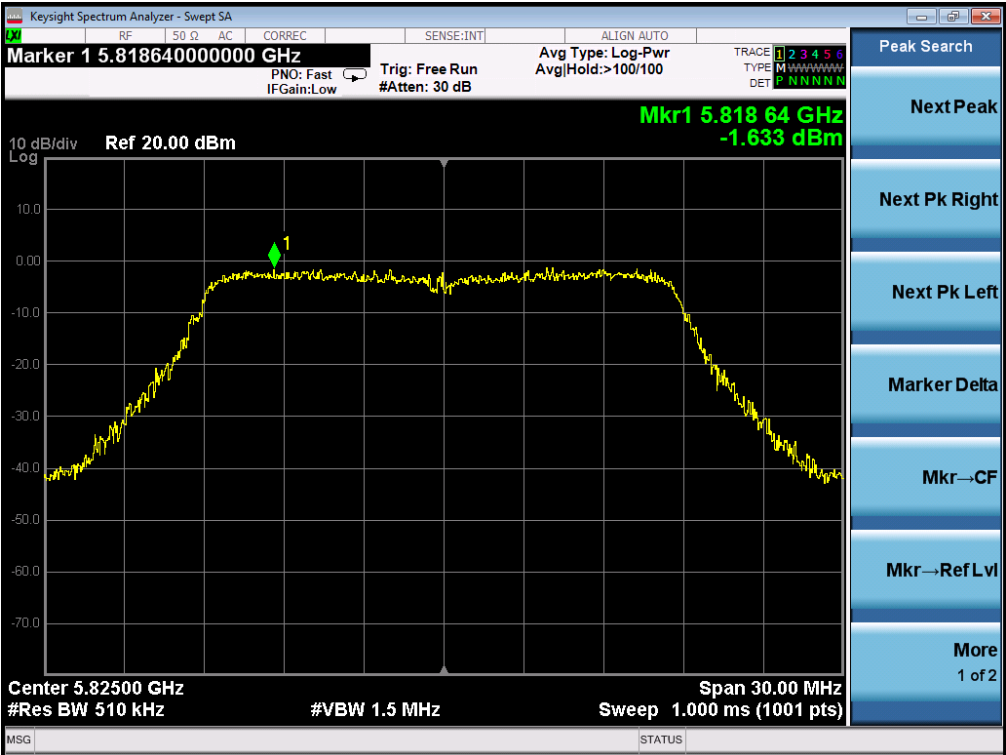 Keysight Spectrum Analyzer - Swept SA
LXI RF 50 Ω AC CORREC SENSE:INT ALIGN AUTO
Marker 1 5.818640000000 GHz
PNO: Fast
IFGain:Low
Trig: Free Run
#Atten: 30 dB
Avg Type: Log-Pwr
Avg|Hold:>100/100
TRACE 1 2 3 4 5 6
TYPE M W W W W W
DET P N N N N N
Mkr1 5.818 64 GHz
-1.633 dBm
10 dB/div Ref 20.00 dBm
Log
10.0
0.00
-10.0
-20.0
-30.0
-40.0
-50.0
-60.0
-70.0
1
Center 5.82500 GHz Span 30.00 MHz
#Res BW 510 kHz #VBW 1.5 MHz Sweep 1.000 ms (1001 pts)
MSG STATUS
Peak Search
Next Peak
Next Pk Right
Next Pk Left
Marker Delta
Mkr→CF
Mkr→Ref Lvl
More
1 of 2